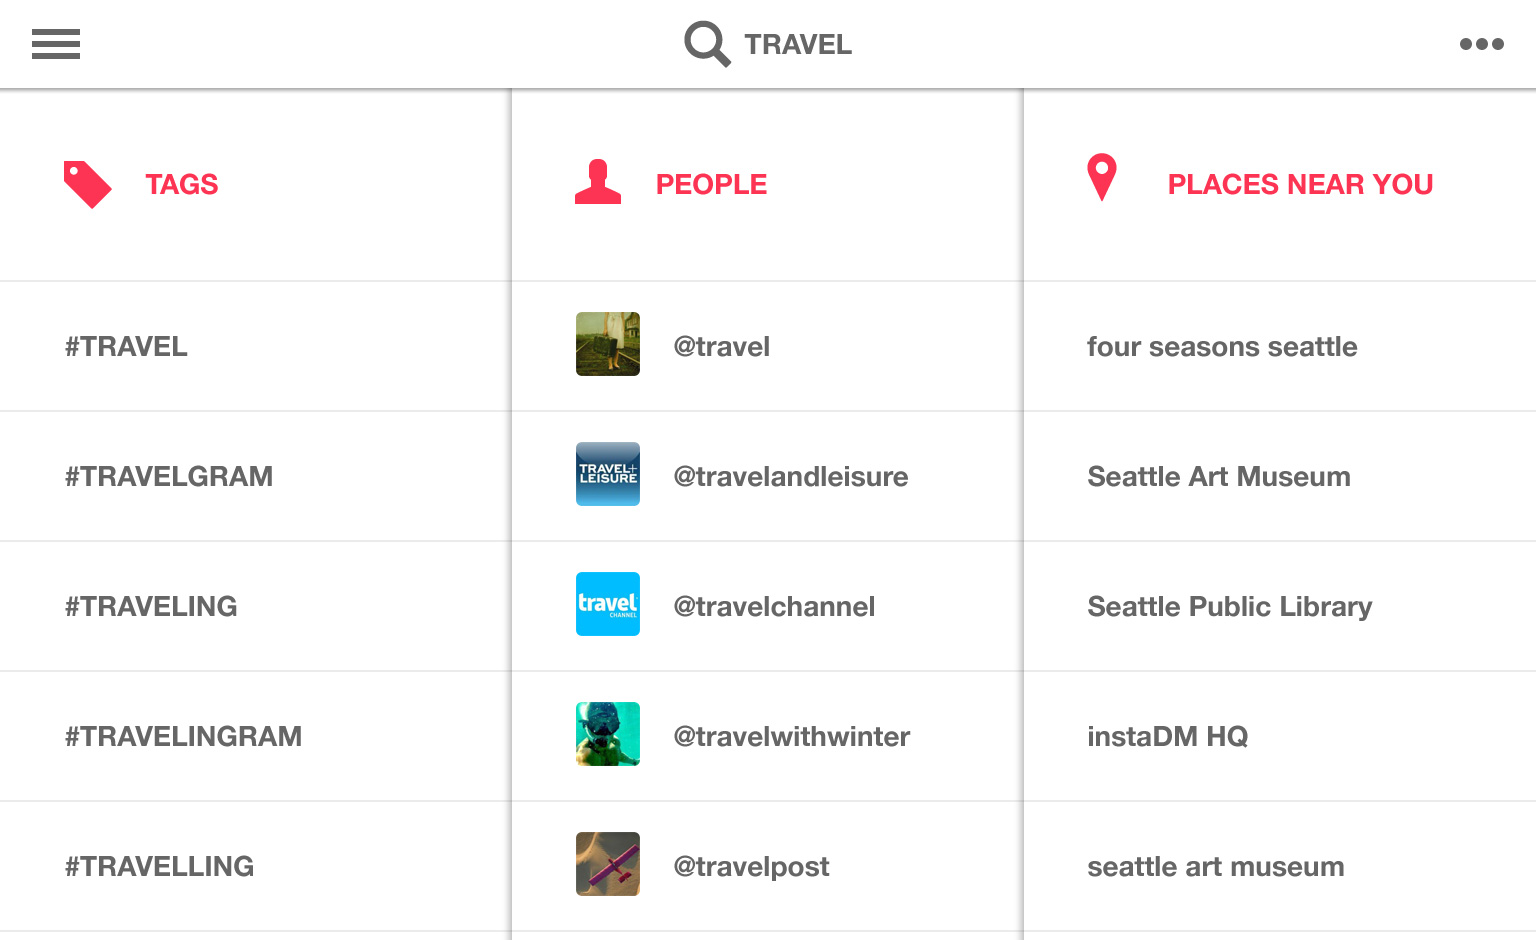 TRAVEL
TAGS
PEOPLE
PLACES NEAR YOU
#TRAVEL
@travel
four seasons seattle
#TRAVELGRAM
TRAVEL+
LEISURE
@travelandleisure
Seattle Art Museum
#TRAVELING
travel
CHANNEL
@travelchannel
Seattle Public Library
#TRAVELINGRAM
@travelwithwinter
instaDM HQ
#TRAVELLING
@travelpost
seattle art museum